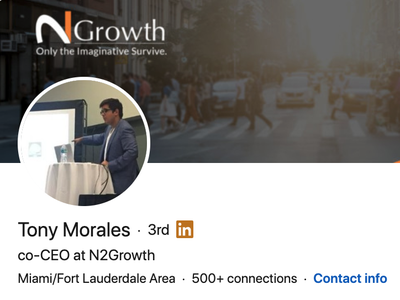 NGrowth
Only the Imaginative Survive.
Tony Morales · 3rd in
co-CEO at N2Growth
Miami/Fort Lauderdale Area · 500+ connections · Contact info